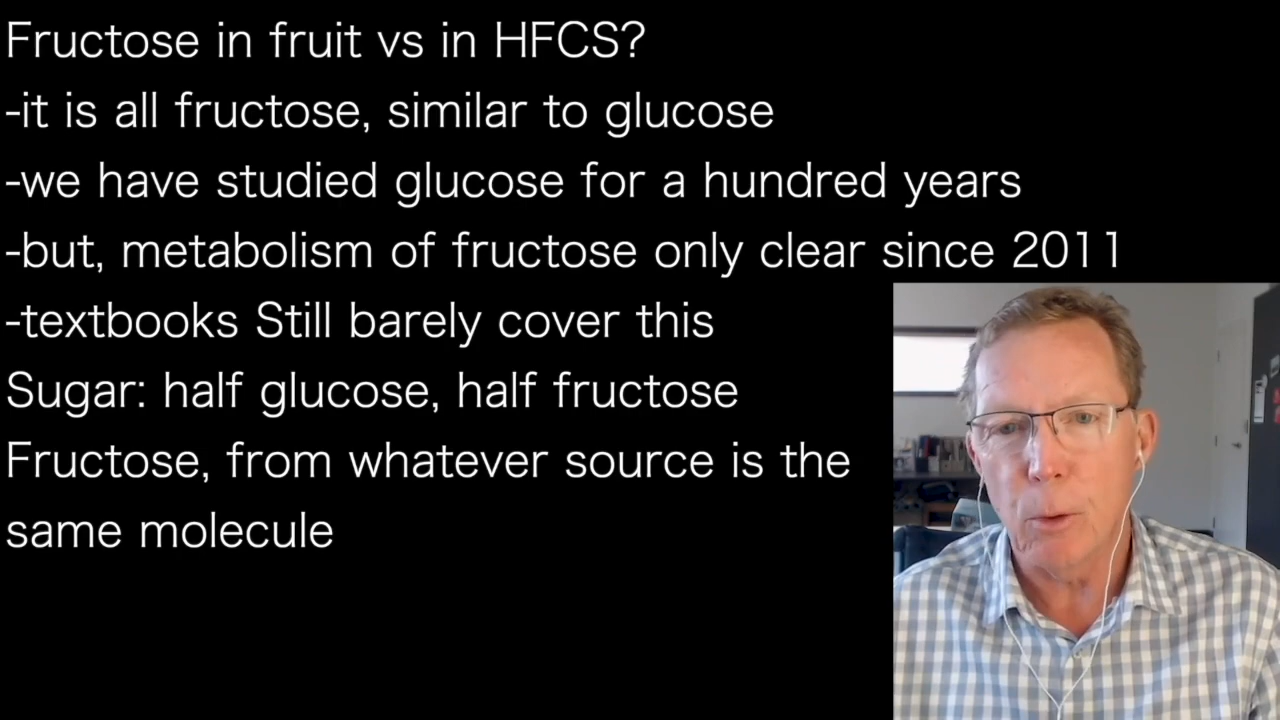 Fructose in fruit vs in HFCS?
-it is all fructose, similar to glucose
-we have studied glucose for a hundred years
-but, metabolism of fructose only clear since 2011
-textbooks Still barely cover this
Sugar: half glucose, half fructose
Fructose, from whatever source is the
same molecule